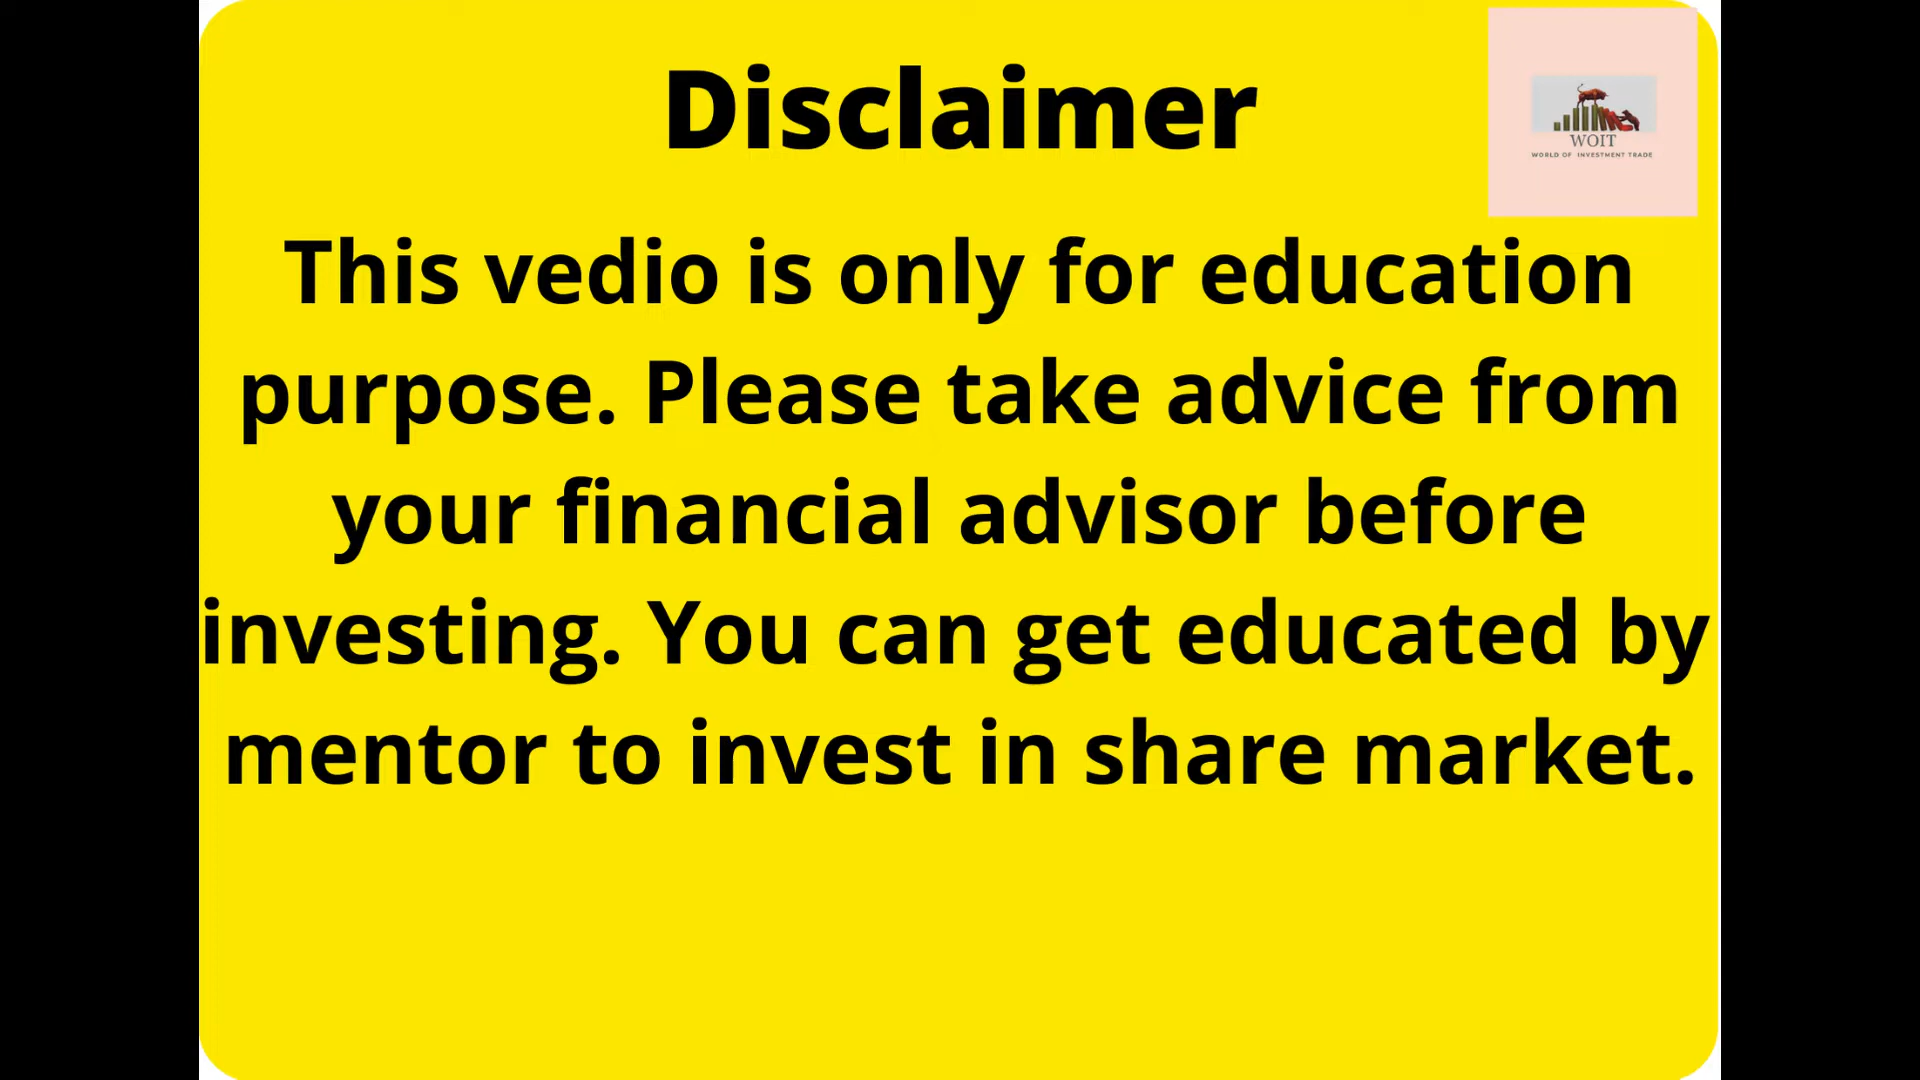 Disclaimer
WOIT
WORLD OF INVESTMENT TRADE
This vedio is only for education
purpose. Please take advice from
your financial advisor before
investing. You can get educated by
mentor to invest in share market.